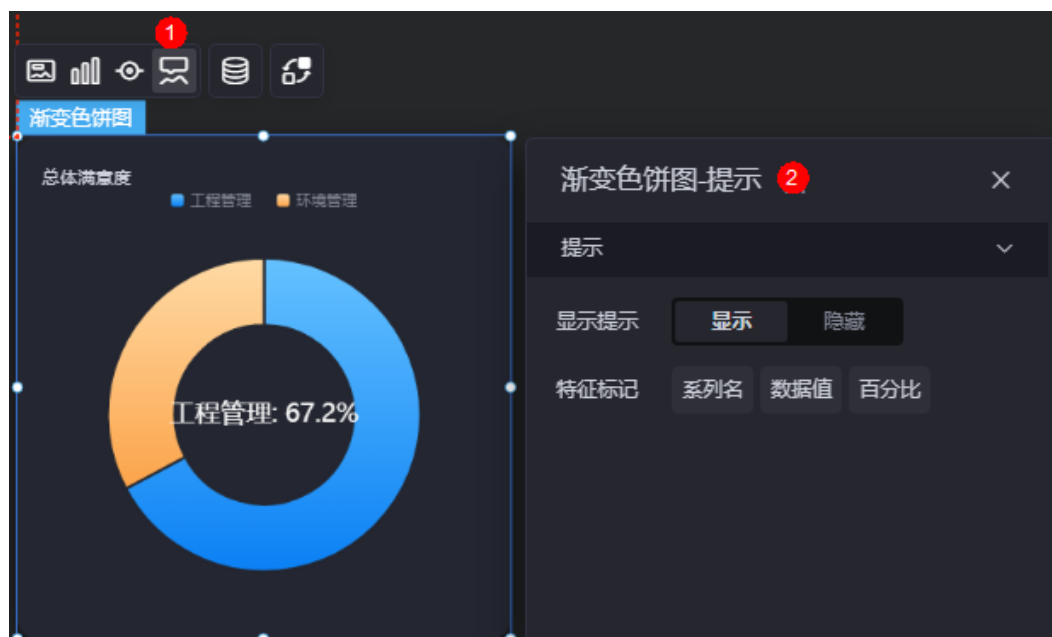 1
渐变色饼图
总体满意度
工程管理 环境管理
工程管理: 67.2%
渐变色饼图-提示 2
提示
显示提示 显示 隐藏
特征标记 系列名 数据值 百分比